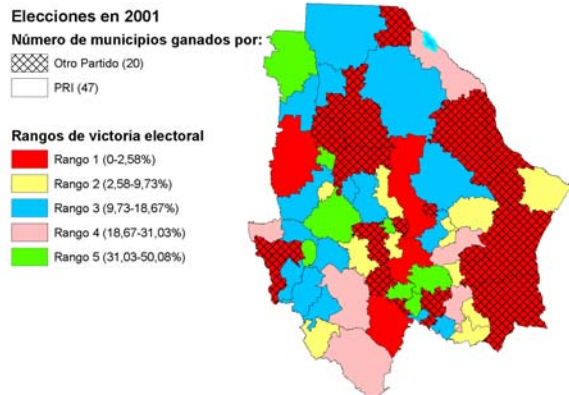 Elecciones en 2001
Número de municipios ganados por:
Otro Partido (20)
PRI (47)
Rangos de victoria electoral
Rango 1 (0-2,58%)
Rango 2 (2,58-9,73%)
Rango 3 (9,73-18,67%)
Rango 4 (18,67-31,03%)
Rango 5 (31,03-50,08%)